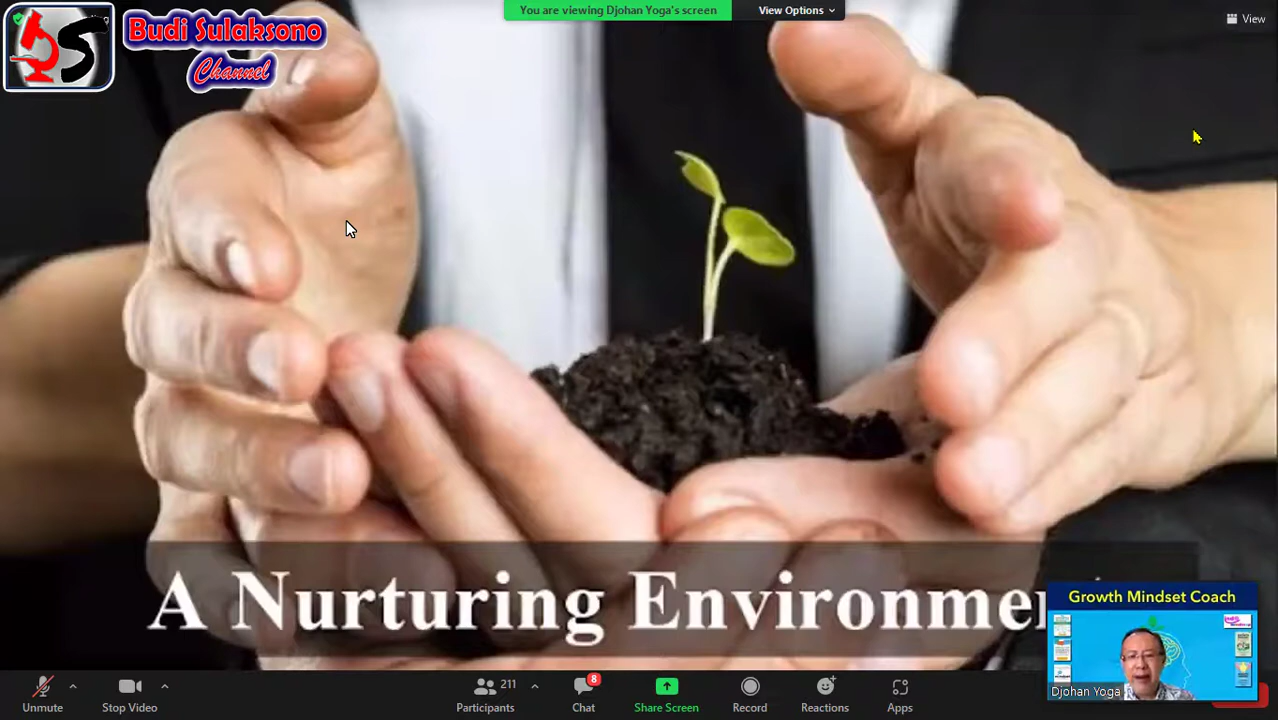 You are viewing Djohan Yoga's screen
View Options
View
Budi Sulaksono
Channel
A Nurturing Environme
Growth Mindset Coach
Djohan Yoga
Unmute
Stop Video
211
Participants
8
Chat
Share Screen
Record
Reactions
Apps